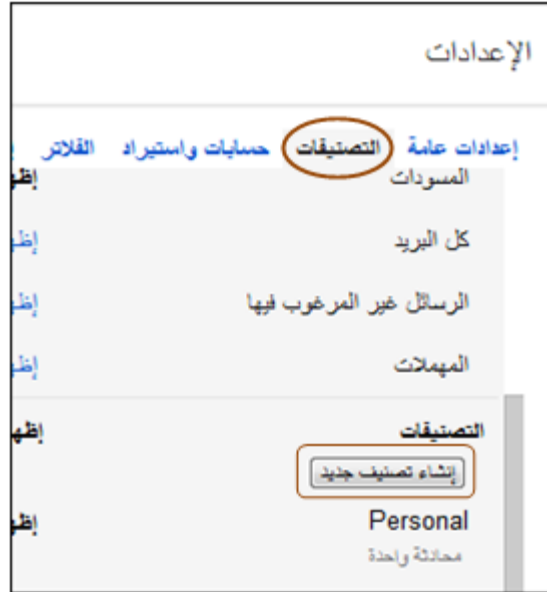 الإعدادات
إعدادات عامة التصنيفات حسابات واستيراد الفلاتر
المسودات
كل البريد
الرسائل غير المرغوب فيها
المهملات
التصنيفات
إنشاء تصنيف جديد
Personal
محادثة واحدة